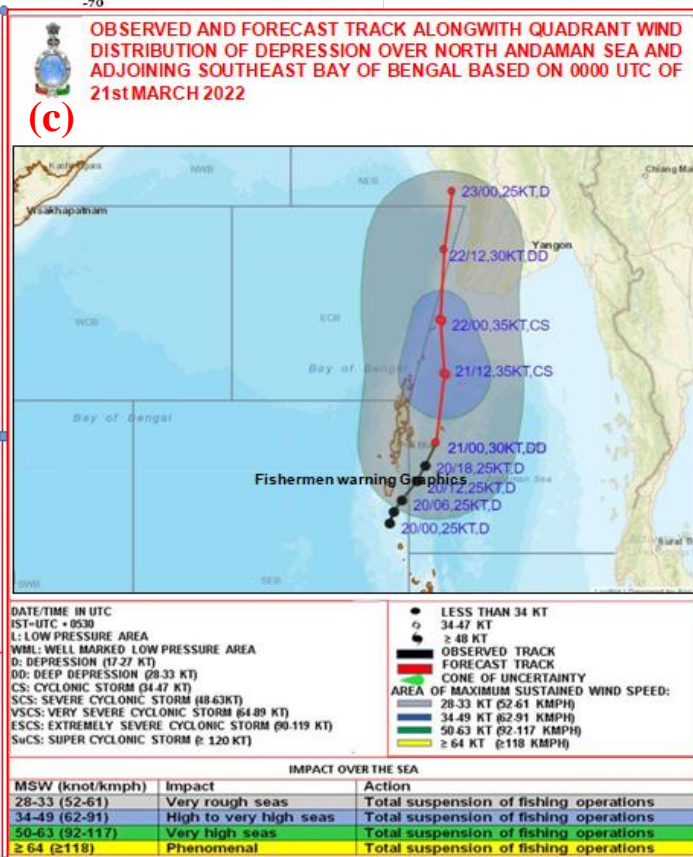 -70
OBSERVED AND FORECAST TRACK ALONGWITH QUADRANT WIND
DISTRIBUTION OF DEPRESSION OVER NORTH ANDAMAN SEA AND
ADJOINING SOUTHEAST BAY OF BENGAL BASED ON 0000 UTC OF
21st MARCH 2022
(c)
NWB
NEB
Chiang Mai
Visakhapatnam
23/00,25KT,D
Yangon
22/12,30KT,DD
WCB
ECB
22/00,35KT,CS
Bay of Bengal
21/12,35KT,CS
Bay of Bengal
21/00,30KT,DD
20/18,25KT,D
Fishermen warning Graphics
20/12,25KT,D
20/06,25KT,D
20/00,25KT,D
SWB
SEB
DATE/TIME IN UTC
IST=UTC + 0530
L: LOW PRESSURE AREA
WML: WELL MARKED LOW PRESSURE AREA
D: DEPRESSION (17-27 KT)
DD: DEEP DEPRESSION (28-33 KT)
CS: CYCLONIC STORM (34-47 KT)
SCS: SEVERE CYCLONIC STORM (48-63KT)
VSCS: VERY SEVERE CYCLONIC STORM (64-89 KT)
ESCS: EXTREMELY SEVERE CYCLONIC STORM (90-119 KT)
SuCS: SUPER CYCLONIC STORM (≥ 120 KT)
LESS THAN 34 KT
34-47 KT
≥ 48 KT
OBSERVED TRACK
FORECAST TRACK
CONE OF UNCERTAINTY
AREA OF MAXIMUM SUSTAINED WIND SPEED:
28-33 KT (52-61 KMPH)
34-49 KT (62-91 KMPH)
50-63 KT (92-117 KMPH)
≥ 64 KT (≥118 KMPH)
IMPACT OVER THE SEA
MSW (knot/kmph) Impact Action
28-33 (52-61) Very rough seas Total suspension of fishing operations
34-49 (62-91) High to very high seas Total suspension of fishing operations
50-63 (92-117) Very high seas Total suspension of fishing operations
≥ 64 (≥118) Phenomenal Total suspension of fishing operations